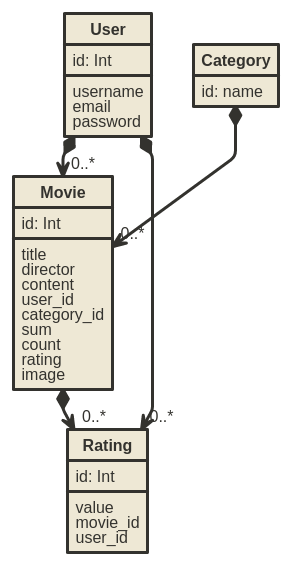 User
id: Int
username
email
password
Category
id: name
0..*
Movie
id: Int
0..*
title
director
content
user_id
category_id
sum
count
rating
image
0..*
0..*
Rating
id: Int
value
movie_id
user_id